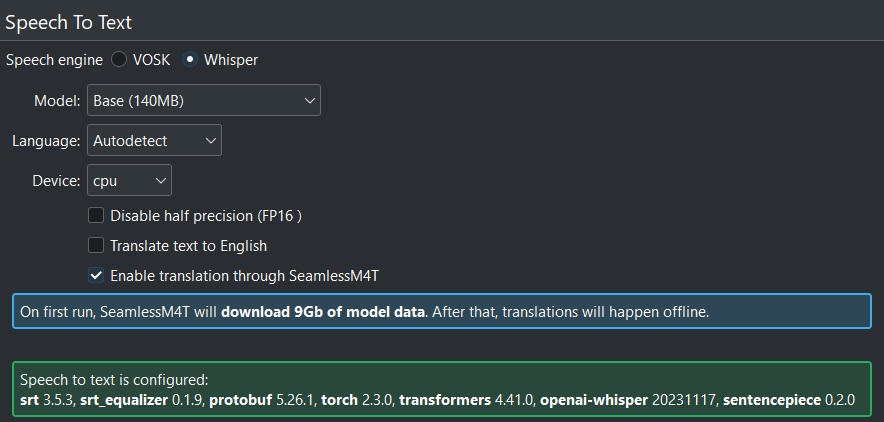 Speech To Text
Speech engine VOSK Whisper
Model: Base (140MB)
Language: Autodetect
Device: cpu
Disable half precision (FP16 )
Translate text to English
Enable translation through SeamlessM4T
On first run, SeamlessM4T will download 9Gb of model data. After that, translations will happen offline.
Speech to text is configured:
srt 3.5.3, srt_equalizer 0.1.9, protobuf 5.26.1, torch 2.3.0, transformers 4.41.0, openai-whisper 20231117, sentencepiece 0.2.0